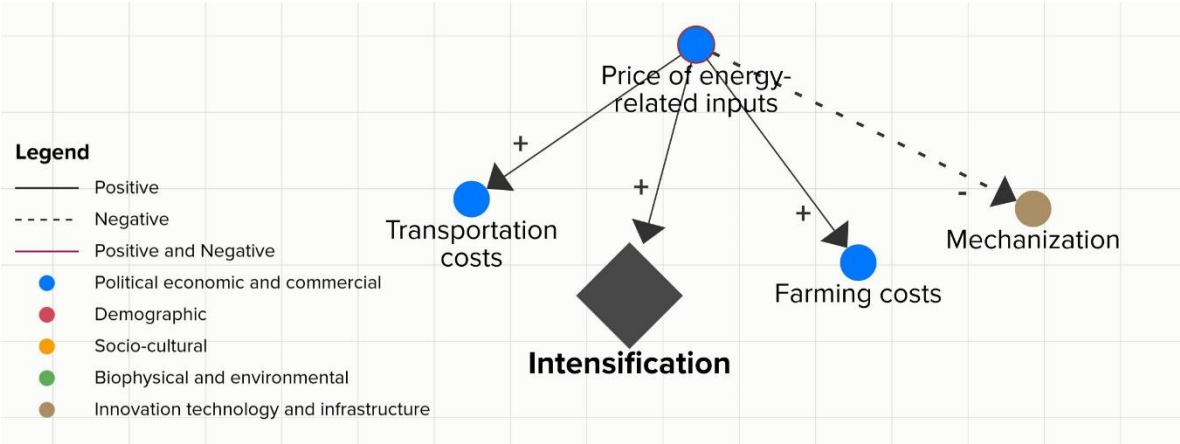 Price of energy-
related inputs
+
+
+
-
Transportation
costs
Mechanization
Farming costs
Intensification
Legend
Positive
Negative
Positive and Negative
Political economic and commercial
Demographic
Socio-cultural
Biophysical and environmental
Innovation technology and infrastructure